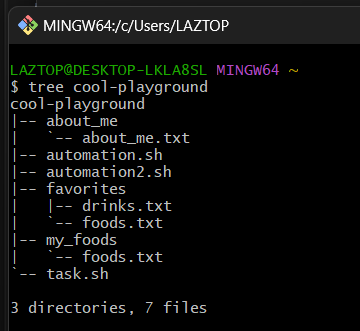 MINGW64:/c/Users/LAZTOP
LAZTOP@DESKTOP-LKLA8SL MINGW64 ~
$ tree cool-playground
cool-playground
|-- about_me
|   `-- about_me.txt
|-- automation.sh
|-- automation2.sh
|-- favorites
|   |-- drinks.txt
|   `-- foods.txt
|-- my_foods
|   `-- foods.txt
`-- task.sh
3 directories, 7 files